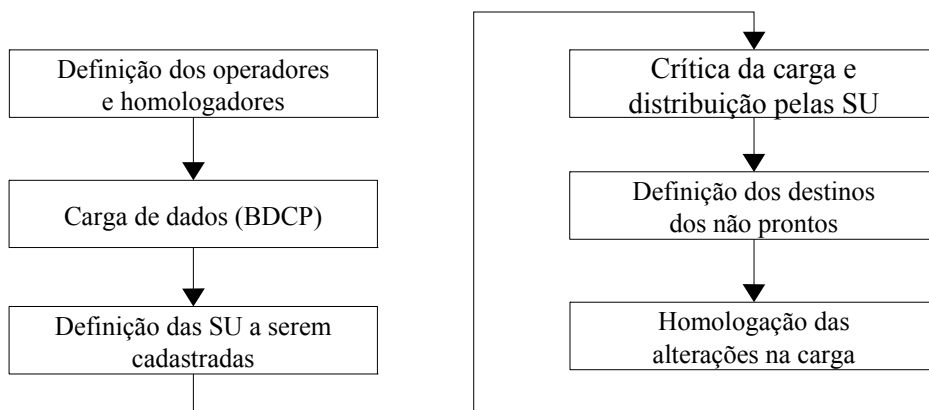 Definição dos operadores
e homologadores
Carga de dados (BDCP)
Definição das SU a serem
cadastradas
Crítica da carga e
distribuição pelas SU
Definição dos destinos
dos não prontos
Homologação das
alterações na carga